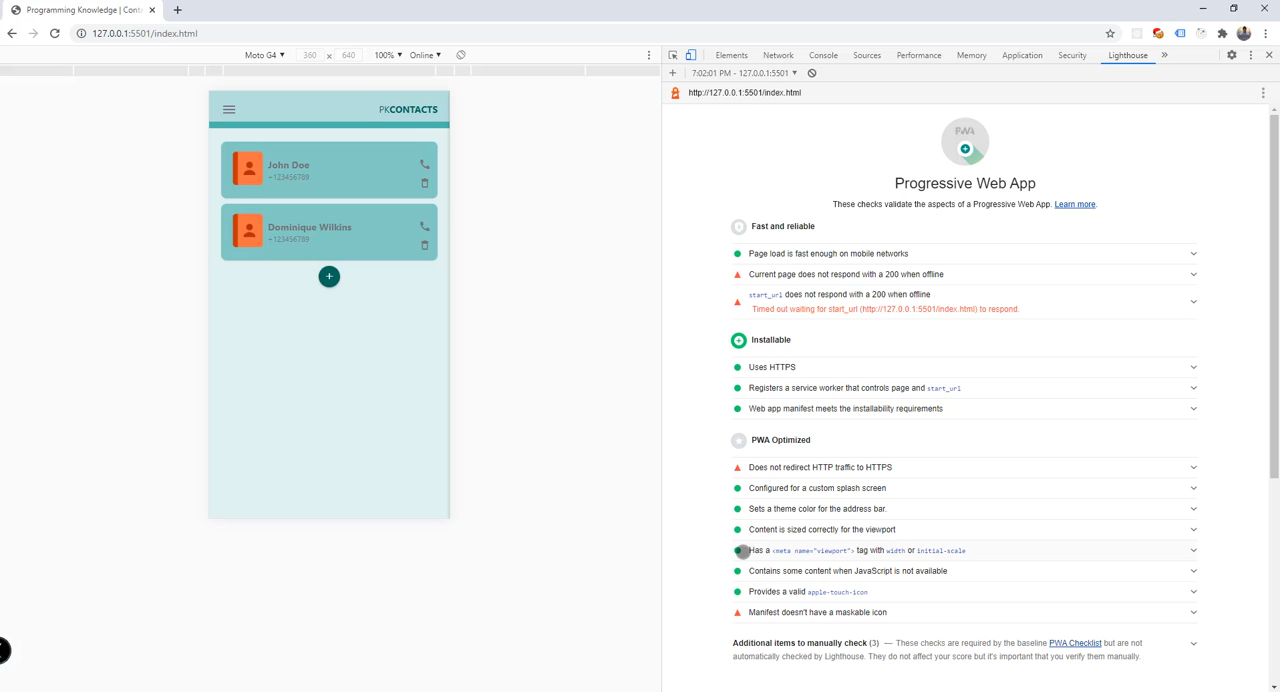 Programming Knowledge | Cont
127.0.0.1:5501/index.html
Moto G4 ▼ 360 x 640 100% ▼ Online ▼
Elements Network Console Sources Performance Memory Application Security Lighthouse »
7:02:01 PM - 127.0.0.1:5501 ▼
http://127.0.0.1:5501/index.html
PKCONTACTS
John Doe
+123456789
Dominique Wilkins
+123456789
PWA
Progressive Web App
These checks validate the aspects of a Progressive Web App. Learn more.
Fast and reliable
Page load is fast enough on mobile networks
Current page does not respond with a 200 when offline
start_url does not respond with a 200 when offline
Timed out waiting for start_url (http://127.0.0.1:5501/index.html) to respond.
Installable
Uses HTTPS
Registers a service worker that controls page and start_url
Web app manifest meets the installability requirements
PWA Optimized
Does not redirect HTTP traffic to HTTPS
Configured for a custom splash screen
Sets a theme color for the address bar.
Content is sized correctly for the viewport
Has a <meta name="viewport"> tag with width or initial-scale
Contains some content when JavaScript is not available
Provides a valid apple-touch-icon
Manifest doesn't have a maskable icon
Additional items to manually check (3) — These checks are required by the baseline PWA Checklist but are not
automatically checked by Lighthouse. They do not affect your score but it's important that you verify them manually.